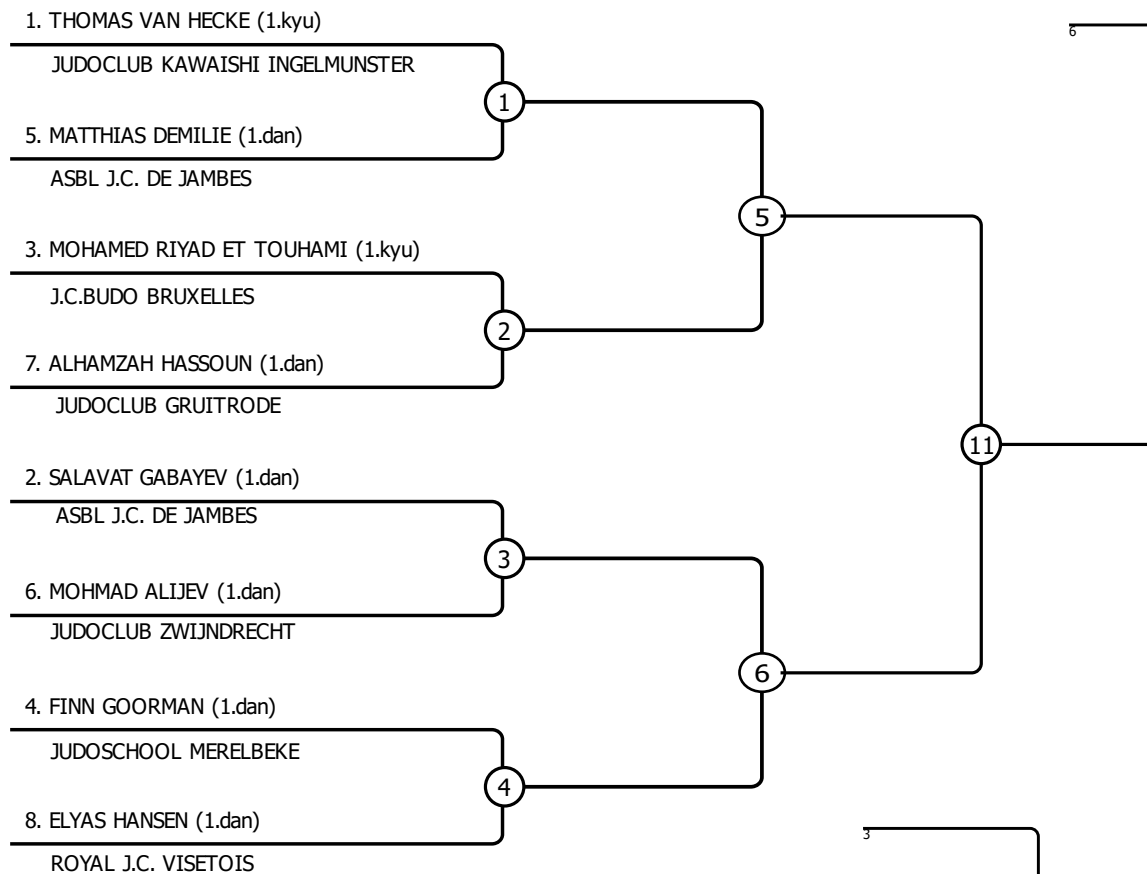 1. THOMAS VAN HECKE (1.kyu)
JUDOCLUB KAWAISHI INGELMUNSTER
5. MATTHIAS DEMILIE (1.dan)
ASBL J.C. DE JAMBES
3. MOHAMED RIYAD ET TOUHAMI (1.kyu)
J.C.BUDO BRUXELLES
7. ALHAMZAH HASSOUN (1.dan)
JUDOCLUB GRUITRODE
2. SALAVAT GABAYEV (1.dan)
ASBL J.C. DE JAMBES
6. MOHMAD ALIJEV (1.dan)
JUDOCLUB ZWIJNDRECHT
4. FINN GOORMAN (1.dan)
JUDOSCHOOL MERELBEKE
8. ELYAS HANSEN (1.dan)
ROYAL J.C. VISETOIS
1
2
3
4
5
6
11
6
3